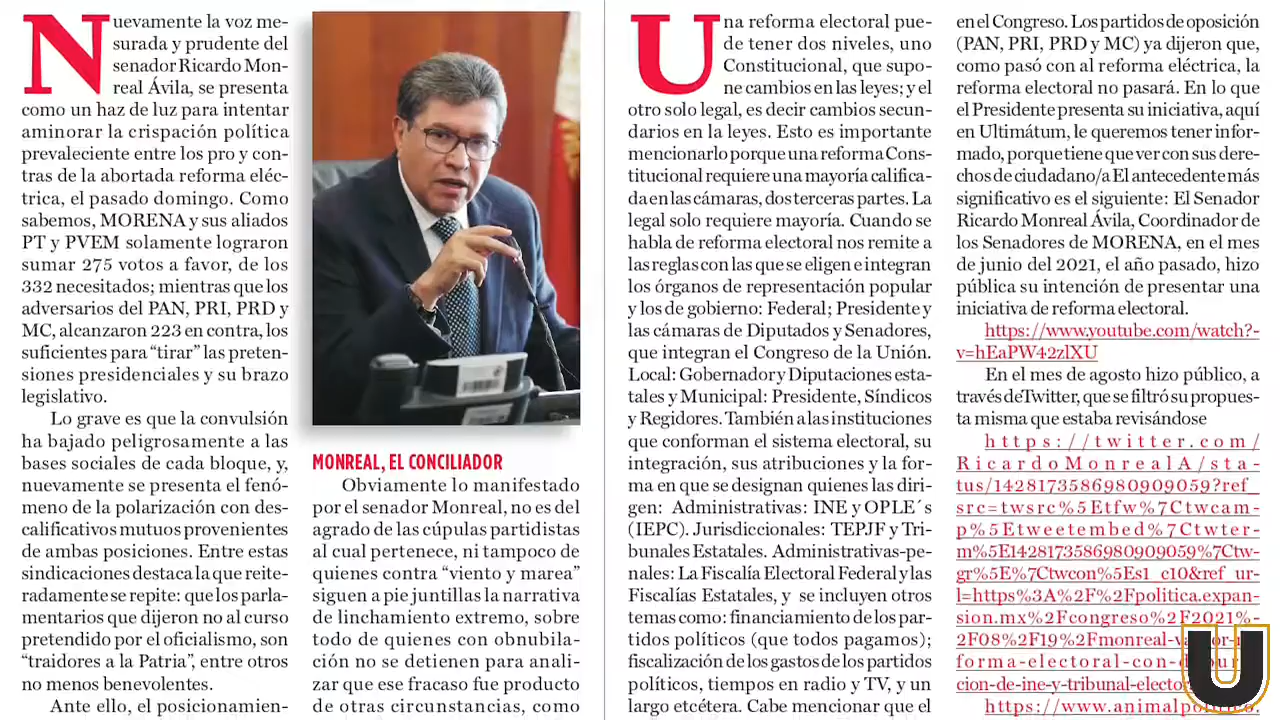 Nuevamente la voz me-
surada y prudente del
senador Ricardo Mon-
real Ávila, se presenta
como un haz de luz para intentar
aminorar la crispación política
prevaleciente entre los pro y con-
tras de la abortada reforma eléc-
trica, el pasado domingo. Como
sabemos, MORENA y sus aliados
PT y PVEM solamente lograron
sumar 275 votos a favor, de los
332 necesitados; mientras que los
adversarios del PAN, PRI, PRD y
MC, alcanzaron 223 en contra, los
suficientes para “tirar” las preten-
siones presidenciales y su brazo
legislativo.
Lo grave es que la convulsión
ha bajado peligrosamente a las
bases sociales de cada bloque, y,
nuevamente se presenta el fenó-
meno de la polarización con des-
calificativos mutuos provenientes
de ambas posiciones. Entre estas
sindicaciones destaca la que reite-
radamente se repite: que los parla-
mentarios que dijeron no al curso
pretendido por el oficialismo, son
“traidores a la Patria”, entre otros
no menos benevolentes.
Ante ello, el posicionamien-
MONREAL, EL CONCILIADOR
Obviamente lo manifestado
por el senador Monreal, no es del
agrado de las cúpulas partidistas
al cual pertenece, ni tampoco de
quienes contra “viento y marea”
siguen a pie juntillas la narrativa
de linchamiento extremo, sobre
todo de quienes con obnubila-
ción no se detienen para anali-
zar que ese fracaso fue producto
de otras circunstancias, como
Una reforma electoral pue-
de tener dos niveles, uno
Constitucional, que supo-
ne cambios en las leyes; y el
otro solo legal, es decir cambios secun-
darios en la leyes. Esto es importante
mencionarlo porque una reforma Cons-
titucional requiere una mayoría califica-
da en las cámaras, dos terceras partes. La
legal solo requiere mayoría. Cuando se
habla de reforma electoral nos remite a
las reglas con las que se eligen e integran
los órganos de representación popular
y los de gobierno: Federal; Presidente y
las cámaras de Diputados y Senadores,
que integran el Congreso de la Unión.
Local: Gobernador y Diputaciones esta-
tales y Municipal: Presidente, Síndicos
y Regidores. También a las instituciones
que conforman el sistema electoral, su
integración, sus atribuciones y la for-
ma en que se designan quienes las diri-
gen: Administrativas: INE y OPLE´s
(IEPC). Jurisdiccionales: TEPJF y Tri-
bunales Estatales. Administrativas-pe-
nales: La Fiscalía Electoral Federal y las
Fiscalías Estatales, y se incluyen otros
temas como: financiamiento de los par-
tidos políticos (que todos pagamos);
fiscalización de los gastos de los partidos
políticos, tiempos en radio y TV, y un
largo etcétera. Cabe mencionar que el
en el Congreso. Los partidos de oposición
(PAN, PRI, PRD y MC) ya dijeron que,
como pasó con al reforma eléctrica, la
reforma electoral no pasará. En lo que
el Presidente presenta su iniciativa, aquí
en Ultimátum, le queremos tener infor-
mado, porque tiene que ver con sus dere-
chos de ciudadano/a El antecedente más
significativo es el siguiente: El Senador
Ricardo Monreal Ávila, Coordinador de
los Senadores de MORENA, en el mes
de junio del 2021, el año pasado, hizo
pública su intención de presentar una
iniciativa de reforma electoral.
https://www.youtube.com/watch?-
v=hEaPW42zlXU
En el mes de agosto hizo público, a
través de Twitter, que se filtró su propues-
ta misma que estaba revisándose
https://twitter.com/
RicardoMonrealA/sta-
tus/1428173586980909059?ref_
src=twsrc%5Etfw%7Ctwcam-
p%5Etweetembed%7Ctwter-
m%5E1428173586980909059%7Ctw-
gr%5E%7Ctwcon%5Es1_c10&ref_ur-
l=https%3A%2F%2Fpolitica.expan-
sion.mx%2Fcongreso%2F2021%-
2F08%2F19%2Fmonreal-
forma-electoral-con-
cion-de-ine-y-tribunal-
https://www.animalpolitico.
U